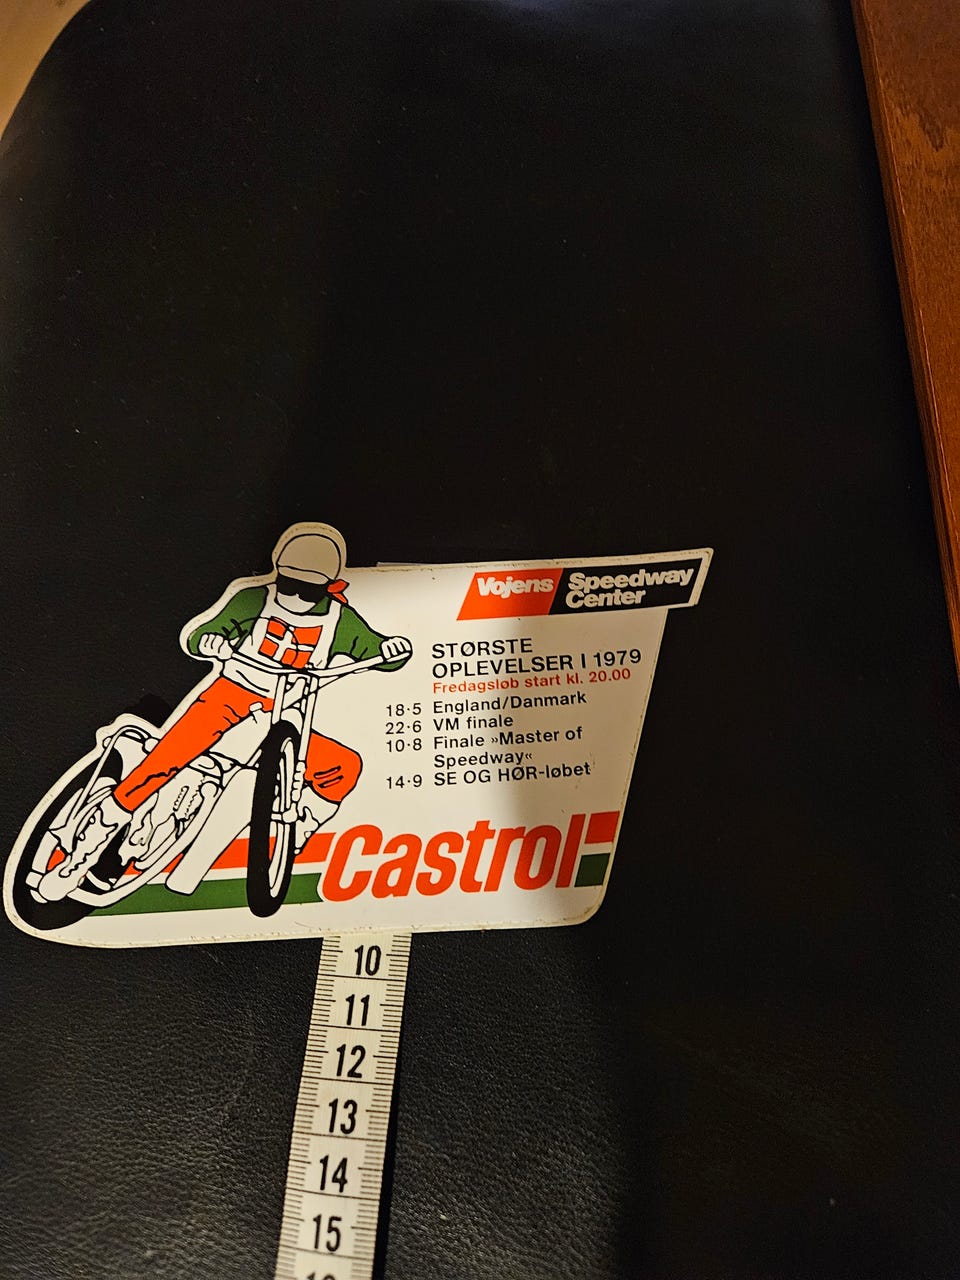 Vojens Speedway
Center
STØRSTE
OPLEVELSER I 1979
Fredagsløb start kl. 20.00
18·5 England/Danmark
22·6 VM finale
10·8 Finale »Master of
Speedway«
14·9 SE OG HØR-løbet
Castrol
10
11
12
13
14
15